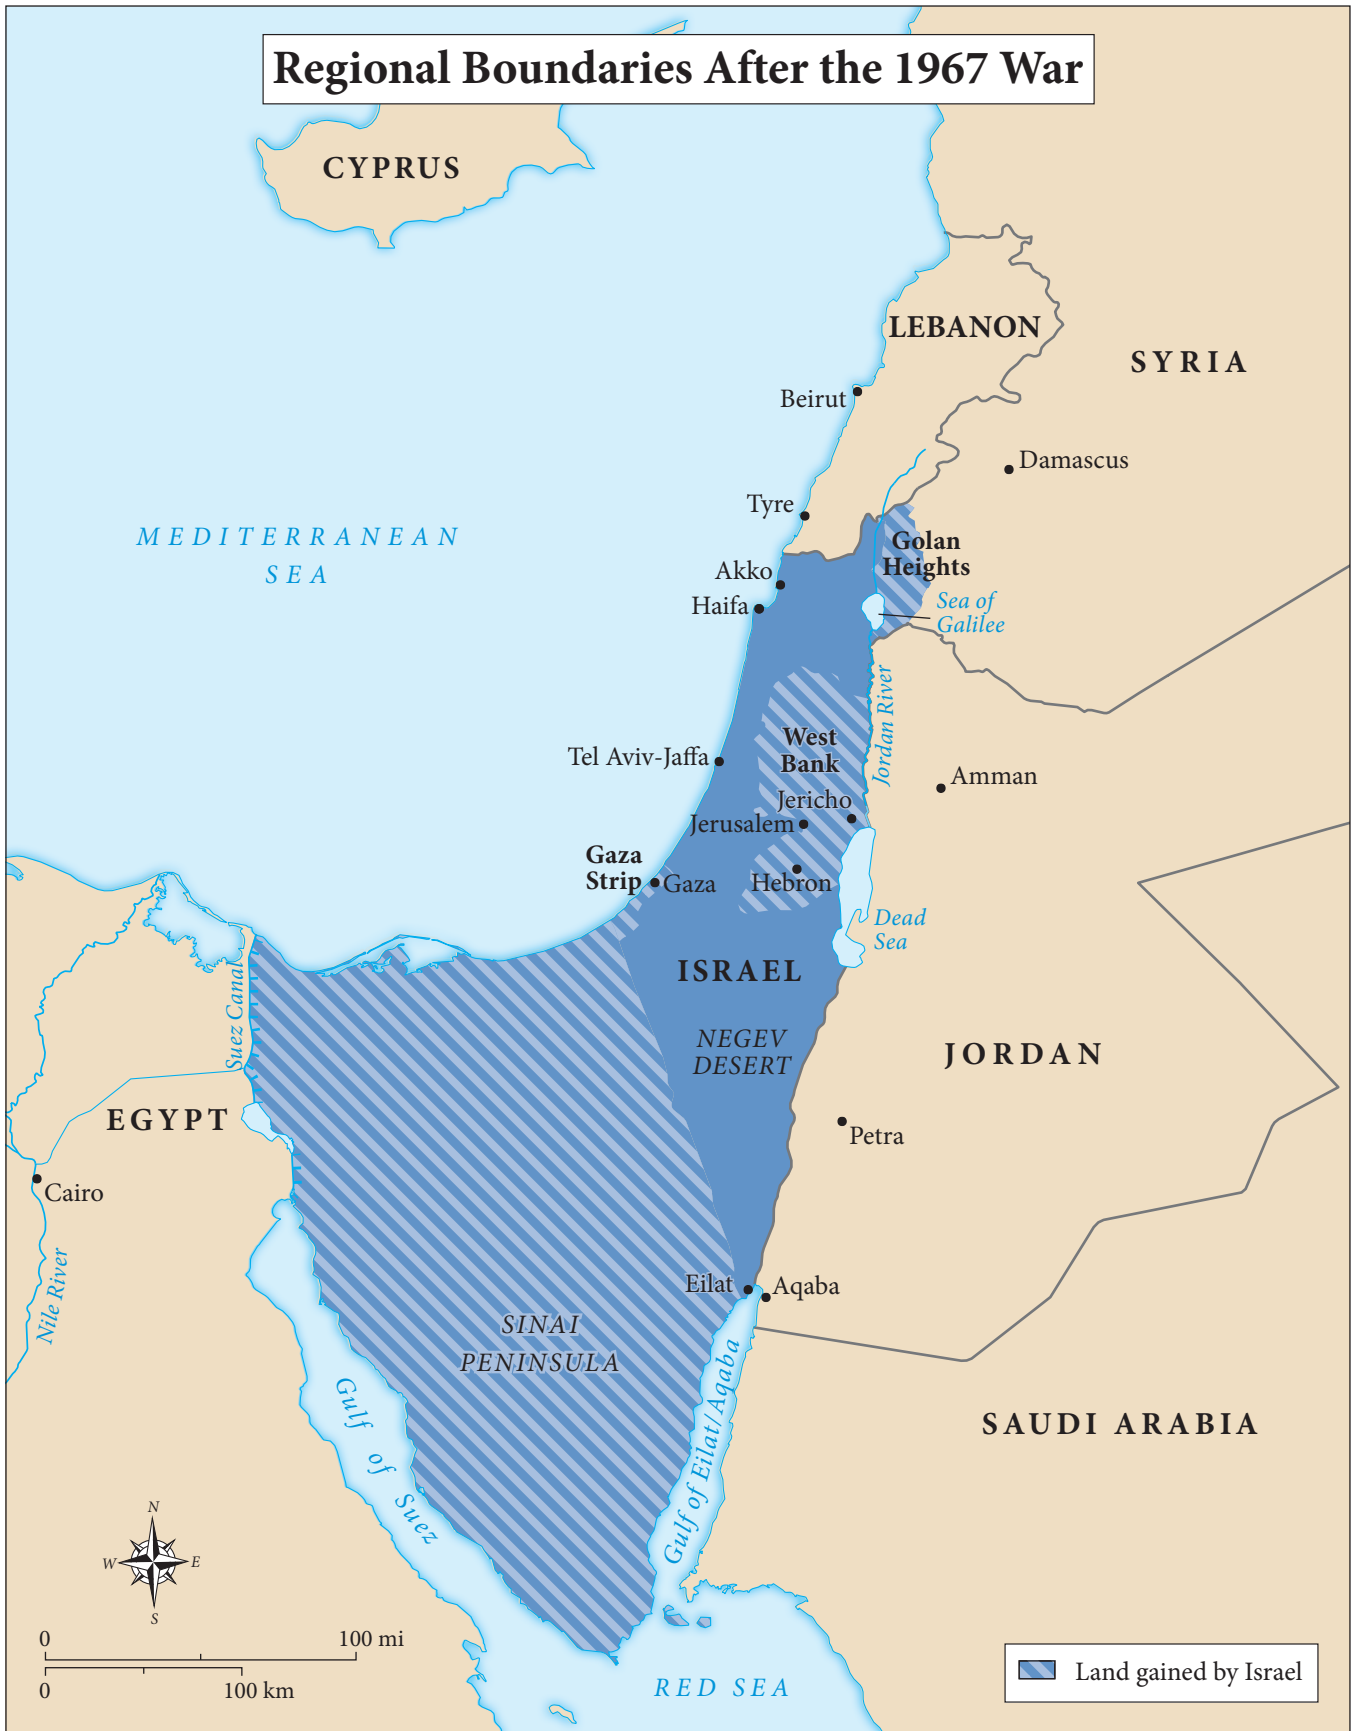 Regional Boundaries After the 1967 War
CYPRUS
LEBANON
SYRIA
Beirut
Damascus
Tyre
MEDITERRANEAN
SEA
Golan
Heights
Akko
Haifa
Sea of
Galilee
Jordan River
West
Bank
Tel Aviv-Jaffa
Amman
Jericho
Jerusalem
Gaza
Strip
Gaza
Hebron
Dead
Sea
ISRAEL
Suez Canal
NEGEV
DESERT
JORDAN
EGYPT
Petra
Cairo
Nile River
Eilat
Aqaba
SINAI
PENINSULA
Gulf of Suez
Gulf of Eilat/Aqaba
SAUDI ARABIA
N
W
E
S
0
100 mi
0
100 km
RED SEA
Land gained by Israel